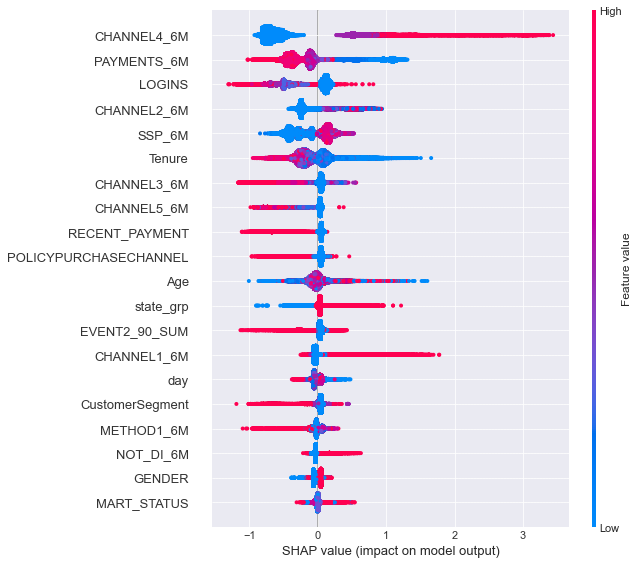 High
CHANNEL4_6M
PAYMENTS_6M
LOGINS
CHANNEL2_6M
SSP_6M
Tenure
CHANNEL3_6M
CHANNEL5_6M
RECENT_PAYMENT
POLICYPURCHASECHANNEL
Age
state_grp
EVENT2_90_SUM
CHANNEL1_6M
day
CustomerSegment
METHOD1_6M
NOT_DI_6M
GENDER
MART_STATUS
Feature value
Low
−1 0 1 2 3
SHAP value (impact on model output)